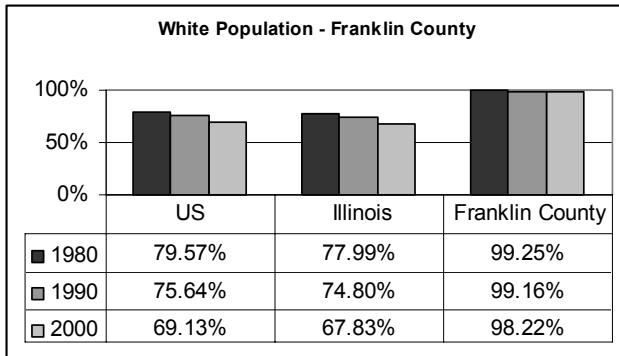 White Population - Franklin County
100%
50%
0%
US Illinois Franklin County
1980 79.57% 77.99% 99.25%
1990 75.64% 74.80% 99.16%
2000 69.13% 67.83% 98.22%